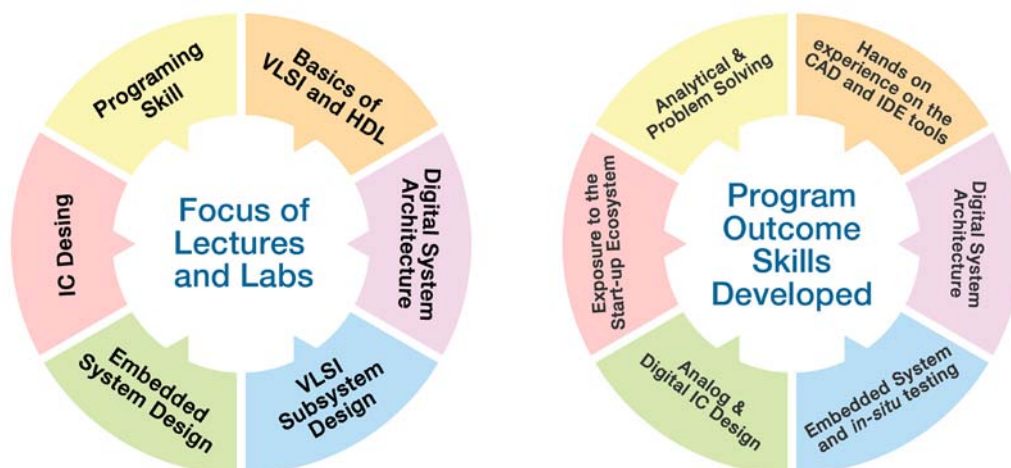 Focus of
Lectures
and Labs
Programing
Skill
Basics of
VLSI and HDL
Digital System
Architecture
VLSI
Subsystem
Design
Embedded
System Design
IC Desing
Program
Outcome
Skills
Developed
Analytical &
Problem Solving
Hands on
experience on the
CAD and IDE tools
Digital System
Architecture
Embedded System
and in-situ testing
Analog &
Digital IC Design
Exposure to the
Start-up Ecosystem